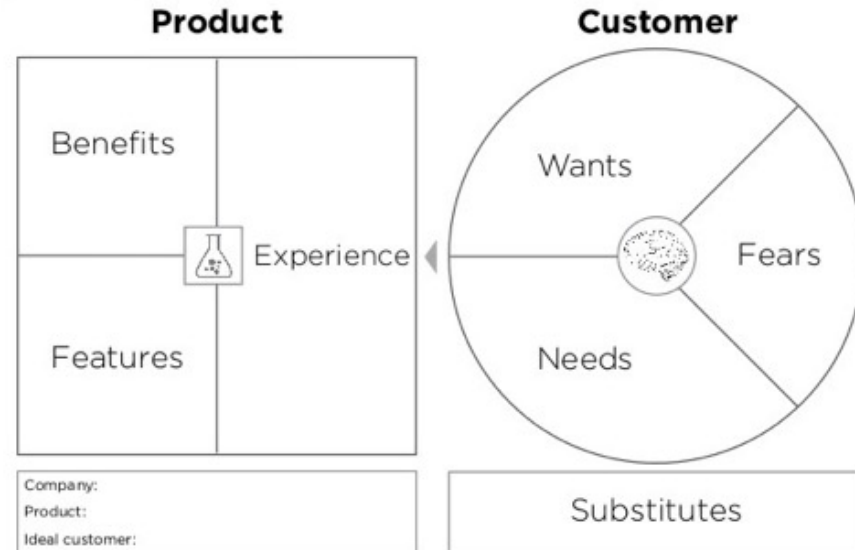 Product
Benefits
Experience
Features
Company:
Product:
Ideal customer:
Customer
Wants
Fears
Needs
Substitutes